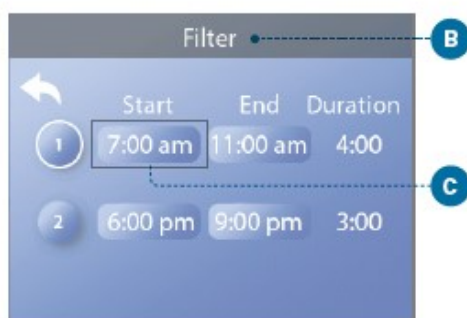 Filter
B
Start End Duration
1 7:00 am 11:00 am 4:00
C
2 6:00 pm 9:00 pm 3:00